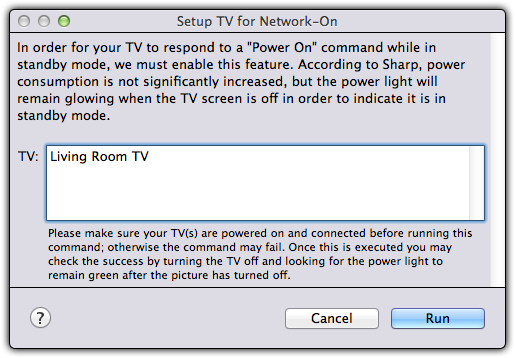 Setup TV for Network-On
In order for your TV to respond to a "Power On" command while in
standby mode, we must enable this feature. According to Sharp, power
consumption is not significantly increased, but the power light will
remain glowing when the TV screen is off in order to indicate it is in
standby mode.
TV: Living Room TV
Please make sure your TV(s) are powered on and connected before running this
command; otherwise the command may fail. Once this is executed you may
check the success by turning the TV off and looking for the power light to
remain green after the picture has turned off.
? Cancel Run